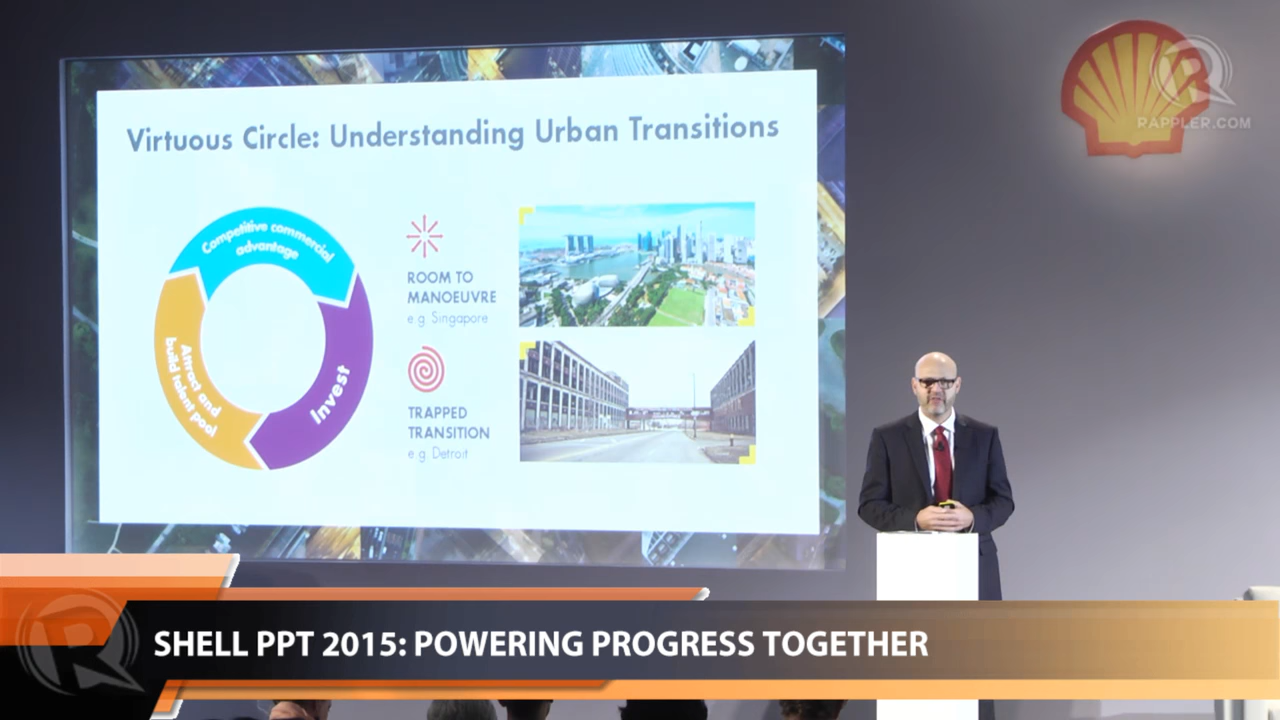 Virtuous Circle: Understanding Urban Transitions
Competitive commercial
advantage
Invest
Attract and
build talent pool
ROOM TO
MANOEUVRE
e.g. Singapore
TRAPPED
TRANSITION
e.g. Detroit
R
RAPPLER.COM
R
SHELL PPT 2015: POWERING PROGRESS TOGETHER